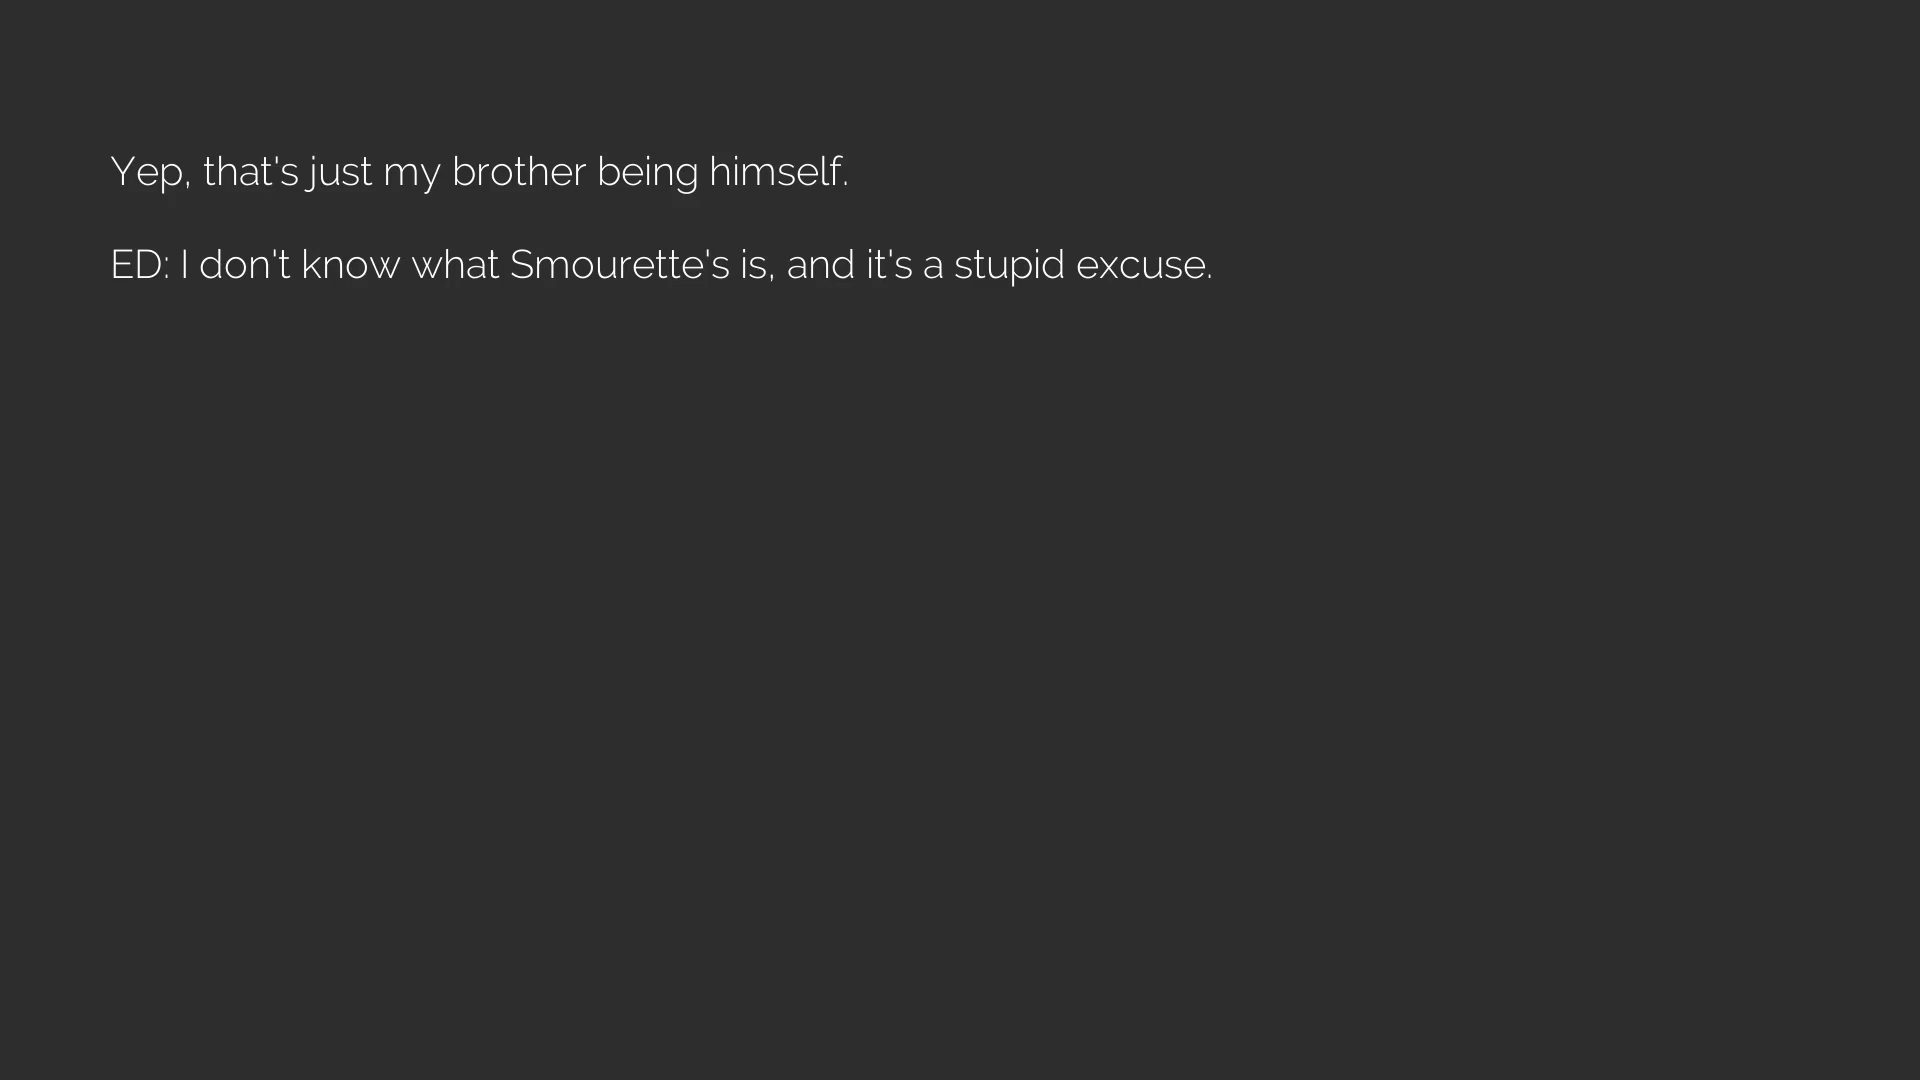 Yep, that's just my brother being himself.
ED: I don't know what Smourette's is, and it's a stupid excuse.